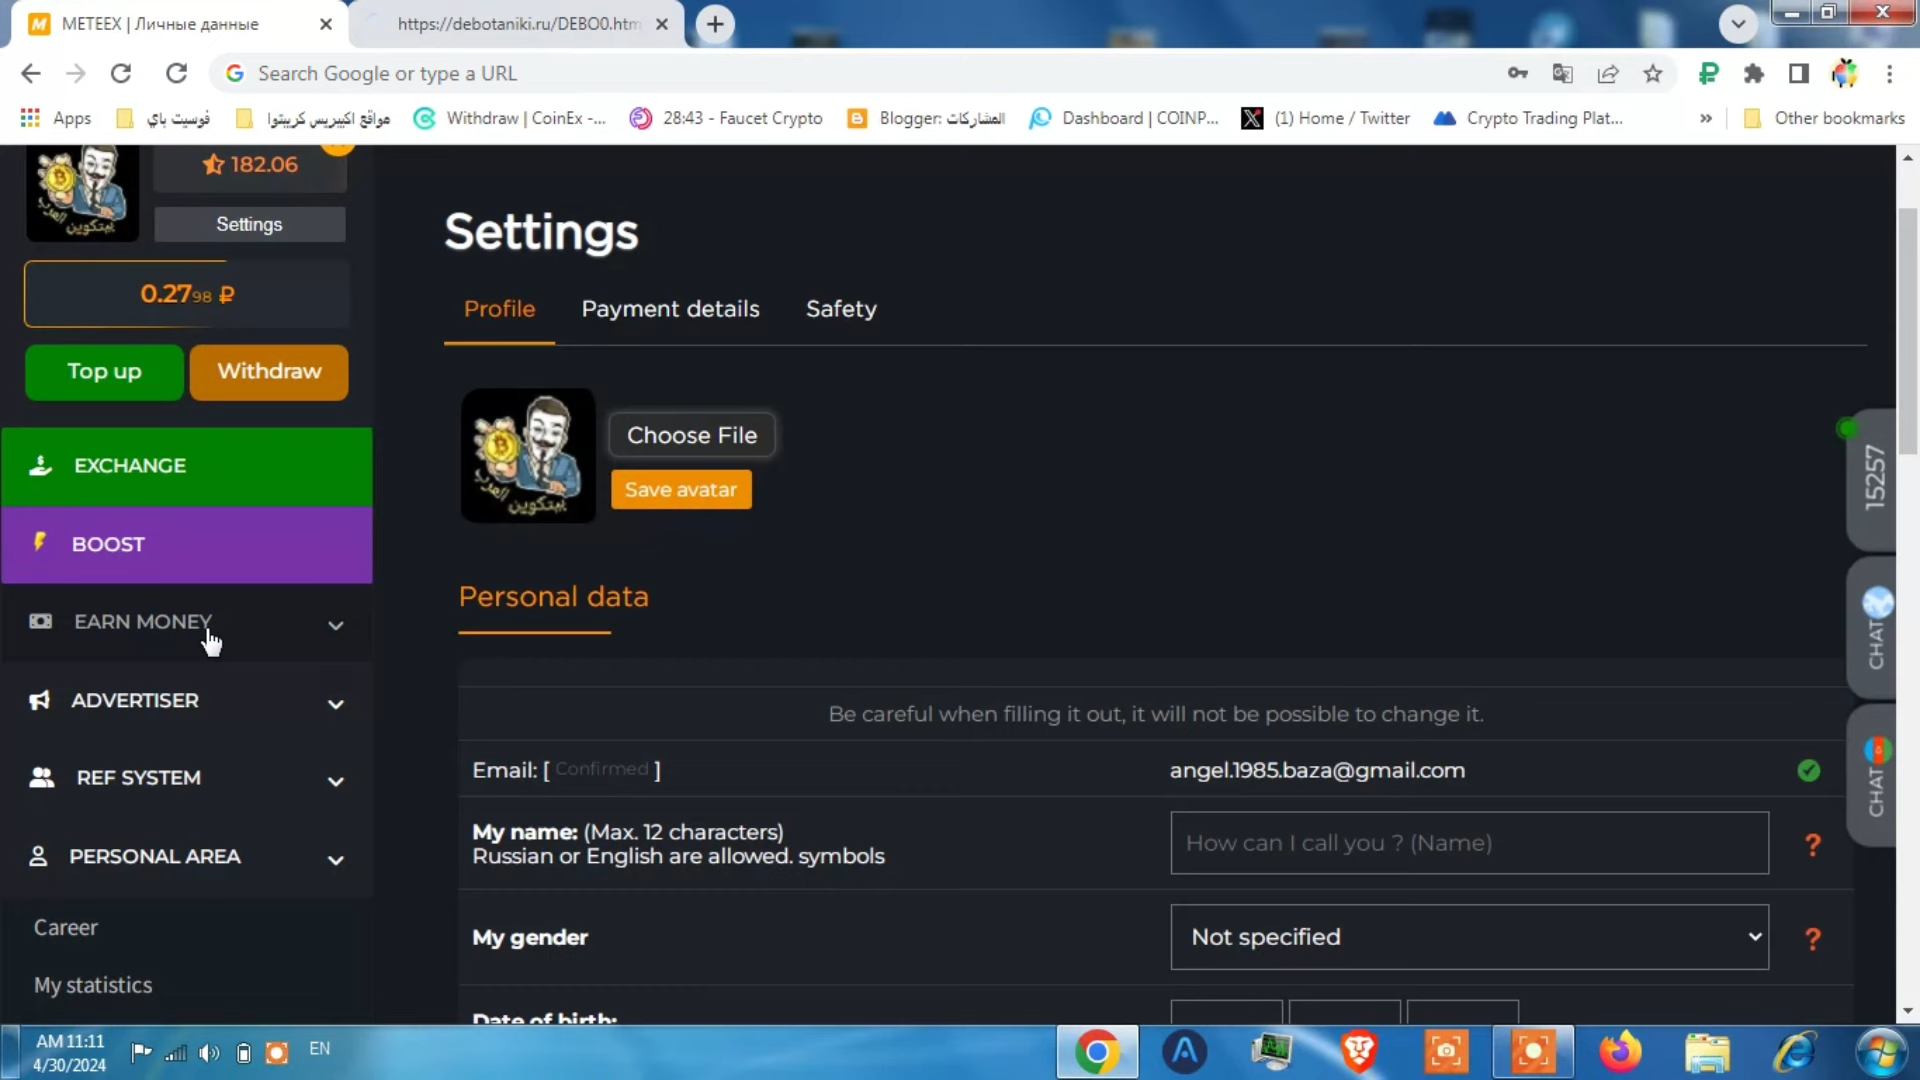 METEEX | Личные данные
https://debotaniki.ru/DEBO0.htm
Search Google or type a URL
Apps
فوسيت باي
مواقع اكيبريس كريبتوا
Withdraw | CoinEx -...
28:43 - Faucet Crypto
Blogger: المشاركات
Dashboard | COINP...
(1) Home / Twitter
Crypto Trading Plat...
Other bookmarks
182.06
Settings
0.2798 ₽
Top up
Withdraw
EXCHANGE
BOOST
EARN MONEY
ADVERTISER
REF SYSTEM
PERSONAL AREA
Career
My statistics
Settings
Profile
Payment details
Safety
بيتكوين العرب
Choose File
Save avatar
Personal data
Be careful when filling it out, it will not be possible to change it.
Email: [ Confirmed ]
angel.1985.baza@gmail.com
My name: (Max. 12 characters)
Russian or English are allowed. symbols
How can I call you ? (Name)
?
My gender
Not specified
?
Date of birth:
15257
CHAT
CHAT
AM 11:11
4/30/2024
EN